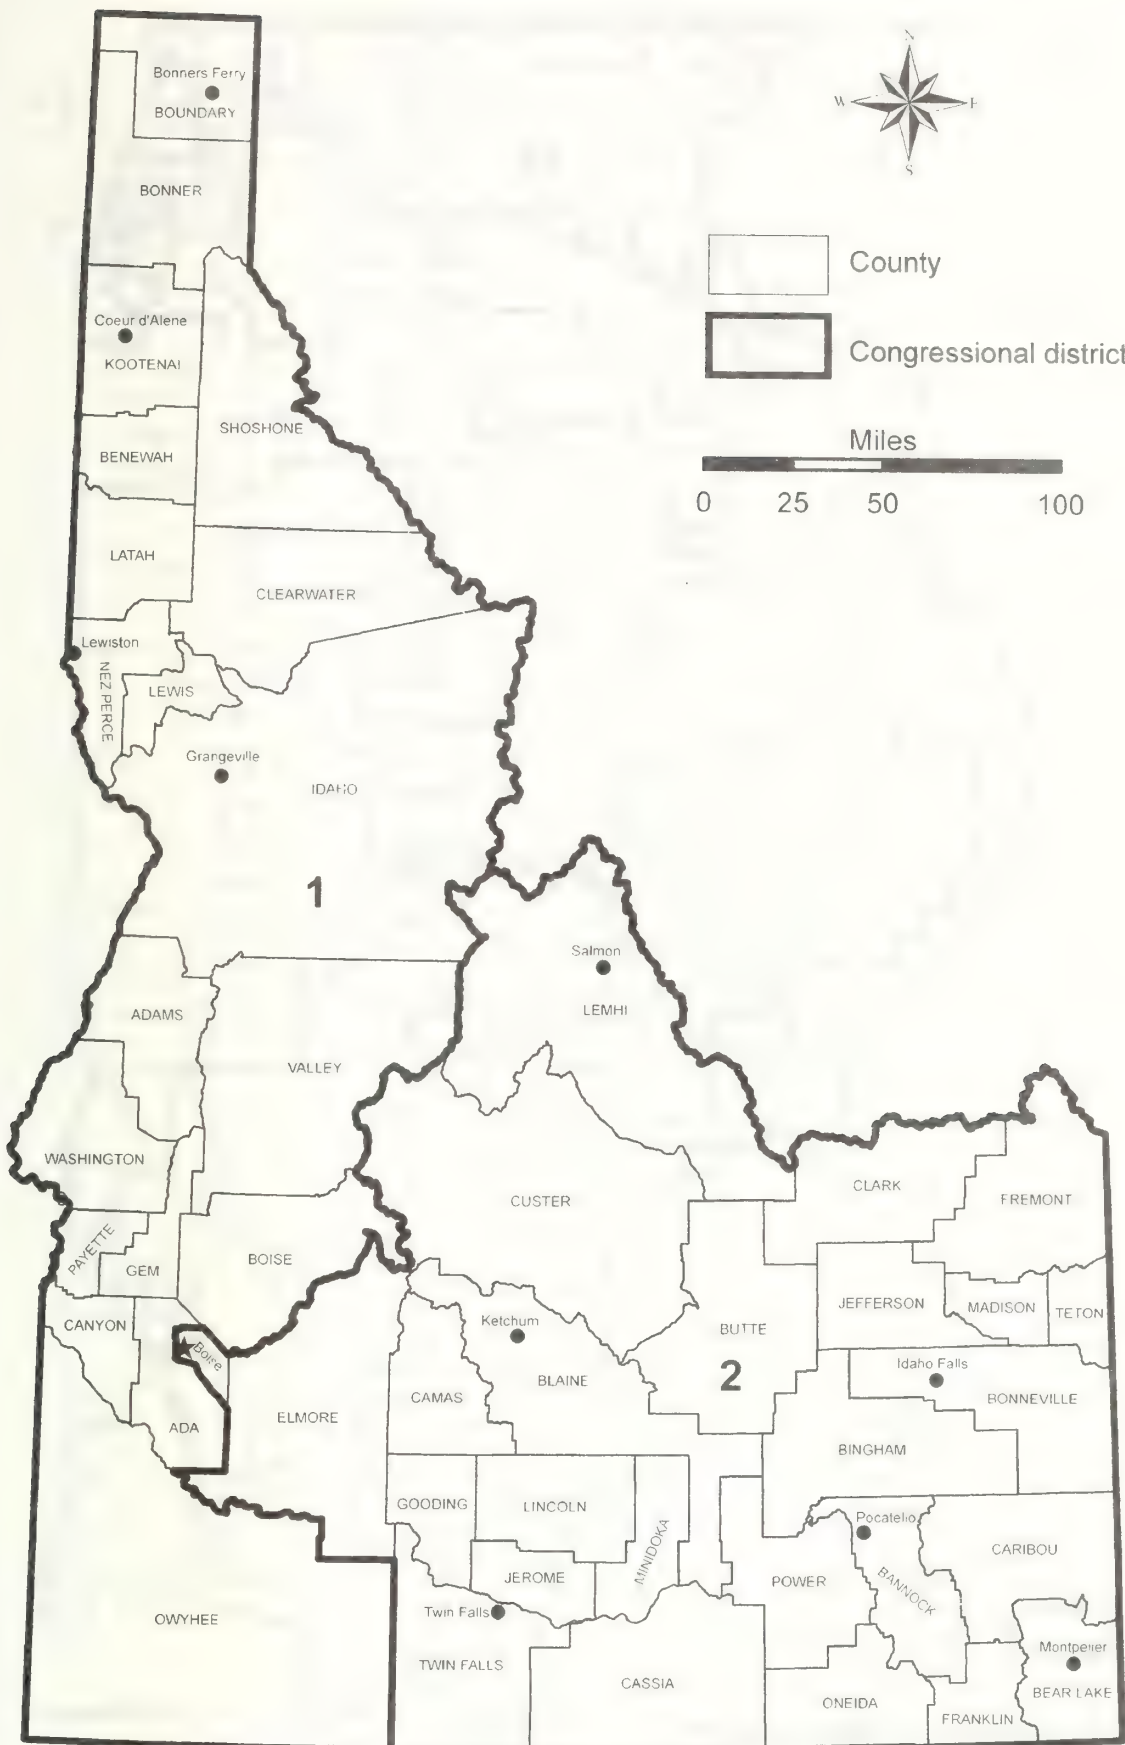 N
W
E
S
Bonners Ferry
BOUNDARY
BONNER
County
Coeur d'Alene
KOOTENAI
Congressional district
SHOSHONE
Miles
BENEWAH
0 25 50 100
LATAH
CLEARWATER
Lewiston
NEZ PERCE
LEWIS
Grangeville
IDAHO
1
Salmon
LEMHI
ADAMS
VALLEY
WASHINGTON
CUSTER
CLARK
FREMONT
PAYETTE
GEM
BOISE
JEFFERSON
MADISON
TETON
CANYON
Boise
Ketchum
BUTTE
Idaho Falls
BLAINE
2
BONNEVILLE
CAMAS
ADA
ELMORE
BINGHAM
GOODING
LINCOLN
MINIDOKA
Pocatello
CARIBOU
JEROME
POWER
BANNOCK
OWYHEE
Twin Falls
TWIN FALLS
CASSIA
Montpelier
ONEIDA
BEAR LAKE
FRANKLIN